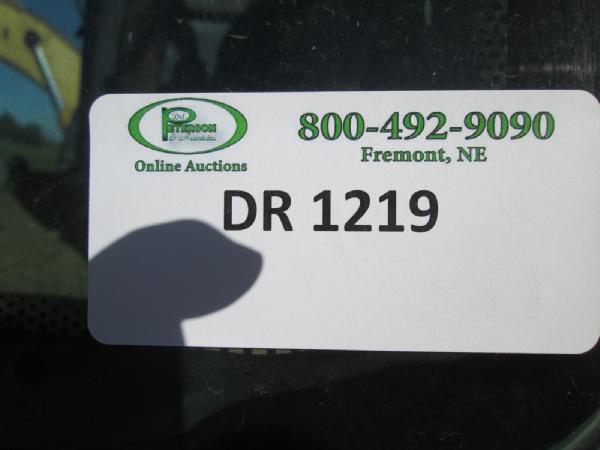 PETERSON
Online Auctions
800-492-9090
Fremont, NE
DR 1219